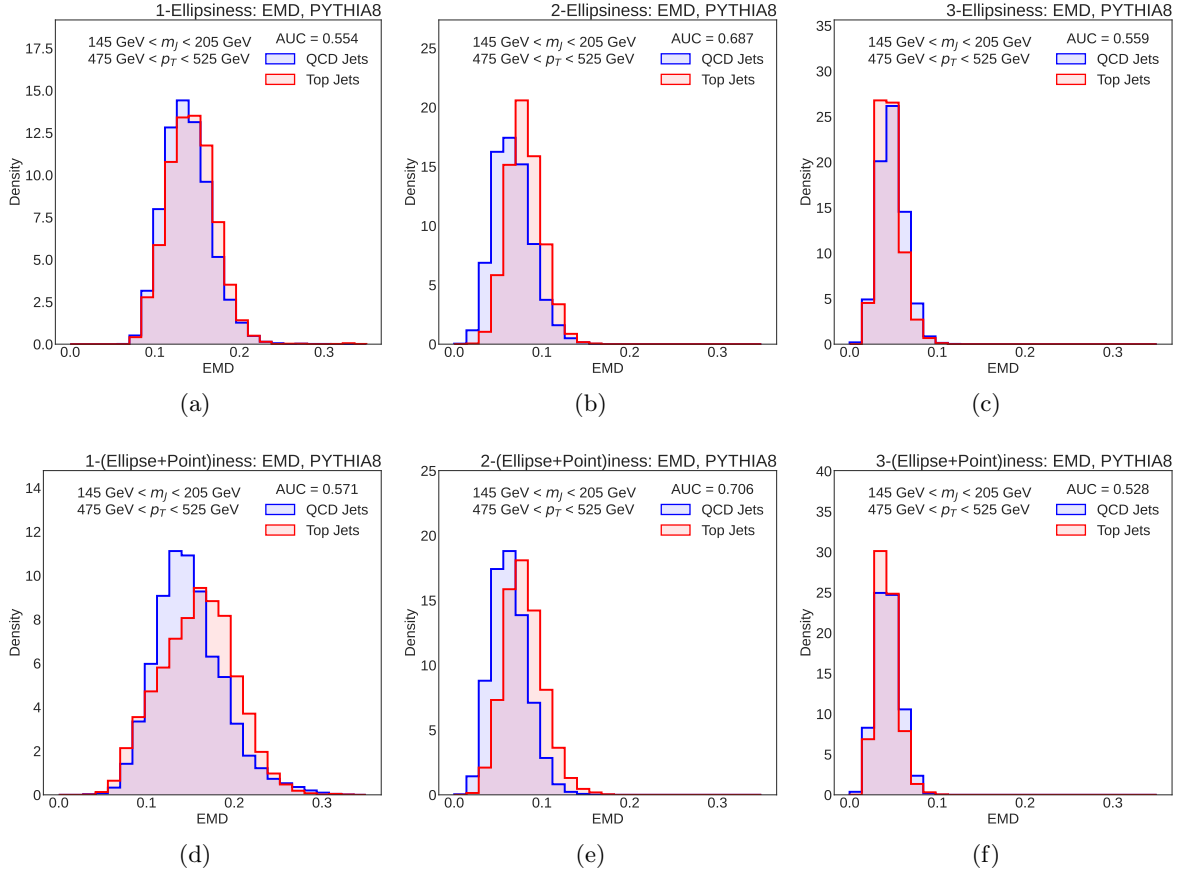 1-Ellipsiness: EMD, PYTHIA8
145 GeV < m_J < 205 GeV
475 GeV < p_T < 525 GeV
AUC = 0.554
QCD Jets
Top Jets
17.5
15.0
12.5
10.0
7.5
5.0
2.5
0.0
Density
0.0 0.1 0.2 0.3
EMD
(a)
2-Ellipsiness: EMD, PYTHIA8
145 GeV < m_J < 205 GeV
475 GeV < p_T < 525 GeV
AUC = 0.687
QCD Jets
Top Jets
25
20
15
10
5
0
Density
0.0 0.1 0.2 0.3
EMD
(b)
3-Ellipsiness: EMD, PYTHIA8
145 GeV < m_J < 205 GeV
475 GeV < p_T < 525 GeV
AUC = 0.559
QCD Jets
Top Jets
35
30
25
20
15
10
5
0
Density
0.0 0.1 0.2 0.3
EMD
(c)
1-(Ellipse+Point)iness: EMD, PYTHIA8
145 GeV < m_J < 205 GeV
475 GeV < p_T < 525 GeV
AUC = 0.571
QCD Jets
Top Jets
14
12
10
8
6
4
2
0
Density
0.0 0.1 0.2 0.3
EMD
(d)
2-(Ellipse+Point)iness: EMD, PYTHIA8
145 GeV < m_J < 205 GeV
475 GeV < p_T < 525 GeV
AUC = 0.706
QCD Jets
Top Jets
25
20
15
10
5
0
Density
0.0 0.1 0.2 0.3
EMD
(e)
3-(Ellipse+Point)iness: EMD, PYTHIA8
145 GeV < m_J < 205 GeV
475 GeV < p_T < 525 GeV
AUC = 0.528
QCD Jets
Top Jets
40
35
30
25
20
15
10
5
0
Density
0.0 0.1 0.2 0.3
EMD
(f)